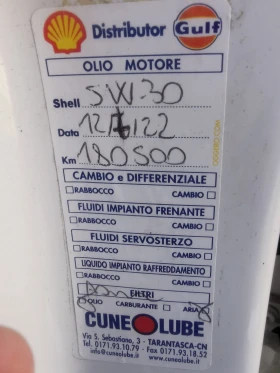 Shell Distributor Gulf
OLIO MOTORE
Shell 5W30
Data 12/6/22
Km 180500
CAMBIO e DIFFERENZIALE
RABBOCCO CAMBIO
FLUIDI IMPIANTO FRENANTE
RABBOCCO CAMBIO
FLUIDI SERVOSTERZO
RABBOCCO CAMBIO
LIQUIDO IMPIANTO RAFFREDDAMENTO
RABBOCCO CAMBIO
FILTRI
OLIO CARBURANTE ARIA
CUNEOLUBE
Via S. Sebastiano, 3 - TARANTASCA-CN
Tel. 0171.93.10.79 Fax 0171.93.18.52
info@cuneolube.it www.cuneolube.it